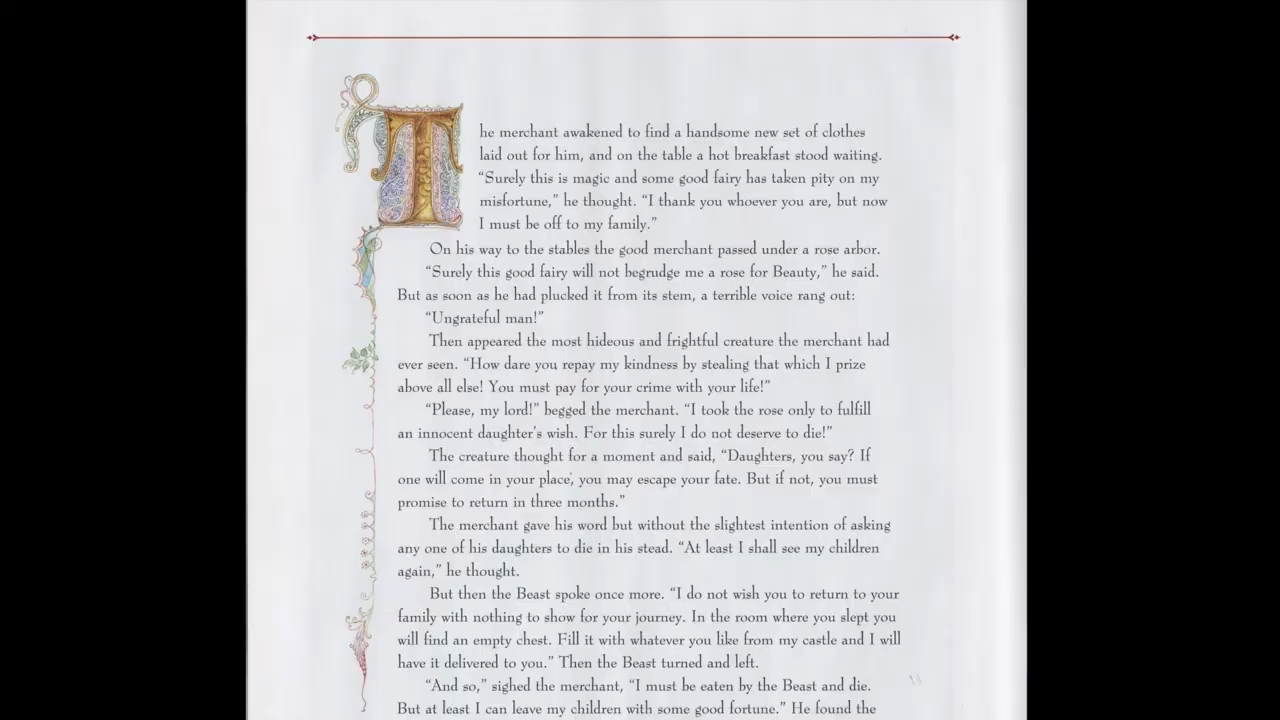 The merchant awakened to find a handsome new set of clothes
laid out for him, and on the table a hot breakfast stood waiting.
“Surely this is magic and some good fairy has taken pity on my
misfortune,” he thought. “I thank you whoever you are, but now
I must be off to my family.”
On his way to the stables the good merchant passed under a rose arbor.
“Surely this good fairy will not begrudge me a rose for Beauty,” he said.
But as soon as he had plucked it from its stem, a terrible voice rang out:
“Ungrateful man!”
Then appeared the most hideous and frightful creature the merchant had
ever seen. “How dare you repay my kindness by stealing that which I prize
above all else! You must pay for your crime with your life!”
“Please, my lord!” begged the merchant. “I took the rose only to fulfill
an innocent daughter’s wish. For this surely I do not deserve to die!”
The creature thought for a moment and said, “Daughters, you say? If
one will come in your place, you may escape your fate. But if not, you must
promise to return in three months.”
The merchant gave his word but without the slightest intention of asking
any one of his daughters to die in his stead. “At least I shall see my children
again,” he thought.
But then the Beast spoke once more. “I do not wish you to return to your
family with nothing to show for your journey. In the room where you slept you
will find an empty chest. Fill it with whatever you like from my castle and I will
have it delivered to you.” Then the Beast turned and left.
“And so,” sighed the merchant, “I must be eaten by the Beast and die.
But at least I can leave my children with some good fortune.” He found the